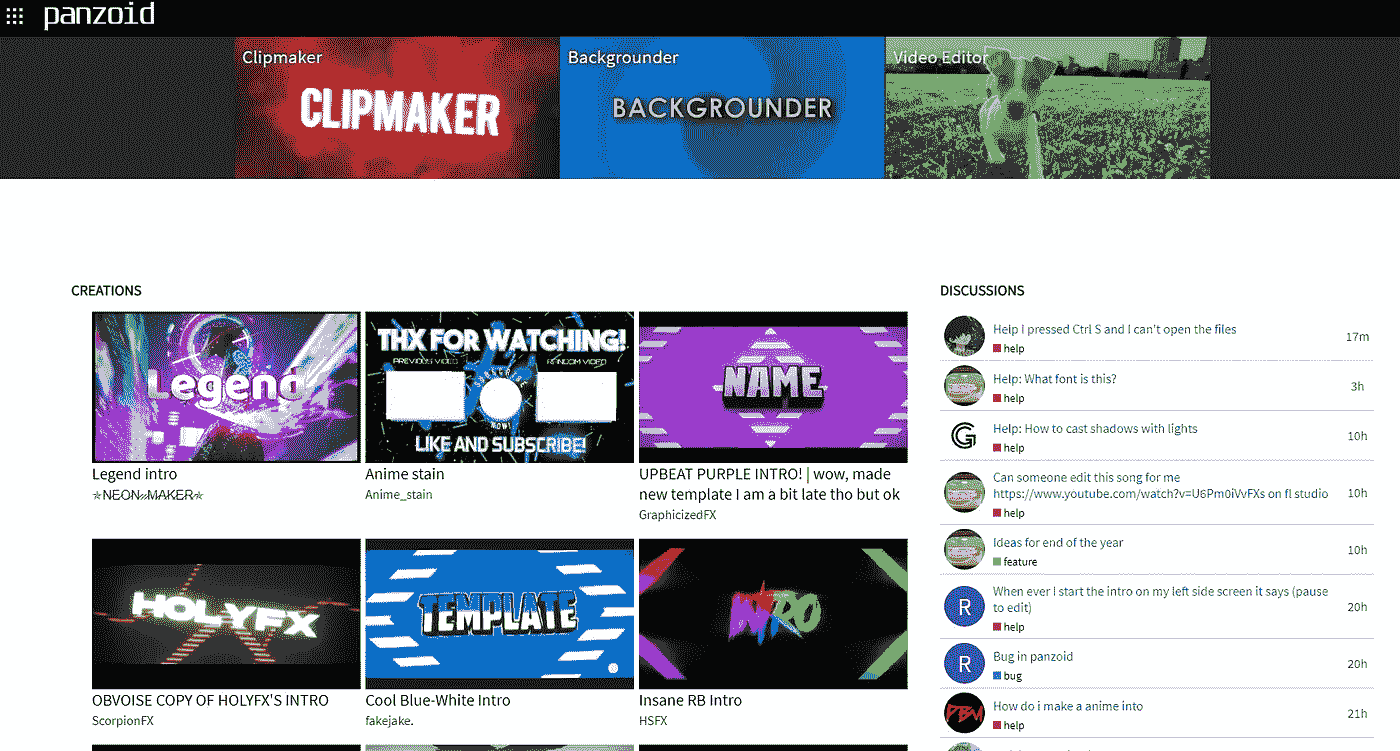 panzoid
Clipmaker
CLIPMAKER
Backgrounder
BACKGROUNDER
Video Editor
CREATIONS
Legend
Legend intro
✯NEON MAKER✯
THX FOR WATCHING!
PREVIOUS VIDEO
RANDOM VIDEO
SUBSCRIBE
NOW!
LIKE AND SUBSCRIBE!
Anime stain
Anime_stain
NAME
UPBEAT PURPLE INTRO! | wow, made
new template I am a bit late tho but ok
GraphicizedFX
HOLYFX
OBVOISE COPY OF HOLYFX'S INTRO
ScorpionFX
TEMPLATE
Cool Blue-White Intro
fakejake.
INTRO
Insane RB Intro
HSFX
DISCUSSIONS
Help I pressed Ctrl S and I can't open the files
help
17m
Help: What font is this?
help
3h
G
Help: How to cast shadows with lights
help
10h
Can someone edit this song for me
https://www.youtube.com/watch?v=U6Pm0iVvFXs on fl studio
help
10h
Ideas for end of the year
feature
10h
R
When ever I start the intro on my left side screen it says (pause
to edit)
help
20h
R
Bug in panzoid
bug
20h
How do i make a anime into
help
21h